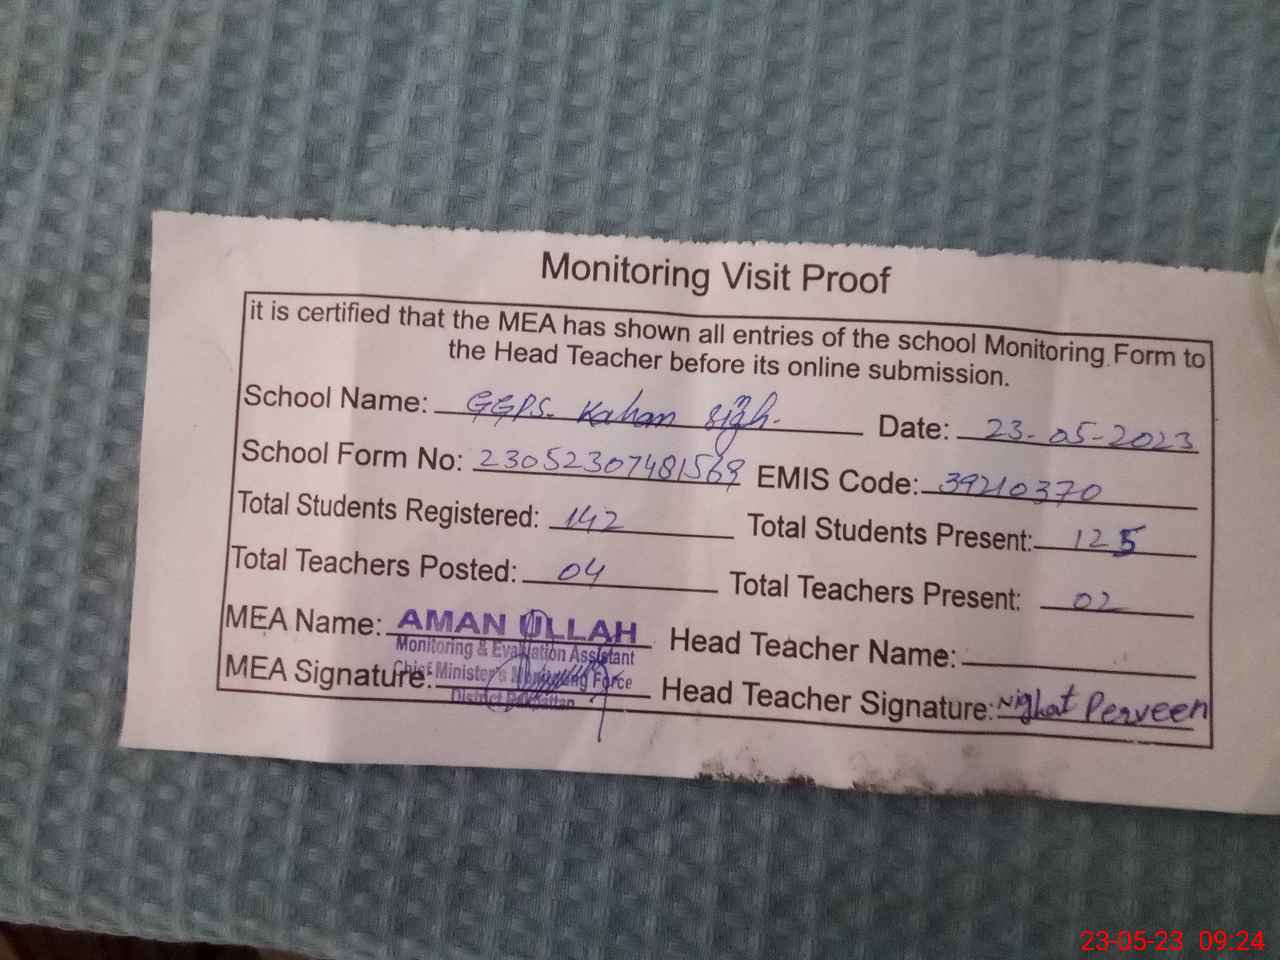 Monitoring Visit Proof
it is certified that the MEA has shown all entries of the school Monitoring Form to
the Head Teacher before its online submission.
School Name: GGPS. Kahan Date: 23-05-2023
School Form No: 23052307481569 EMIS Code: 39210370
Total Students Registered: 142 Total Students Present: 125
Total Teachers Posted: 04 Total Teachers Present: 02
MEA Name: AMAN ULLAH Head Teacher Name:
Monitoring & Evaluation Assistant
Chief Minister's Monitoring Force
MEA Signature: Head Teacher Signature: Nighat Perveen
District
23-05-23 09:24